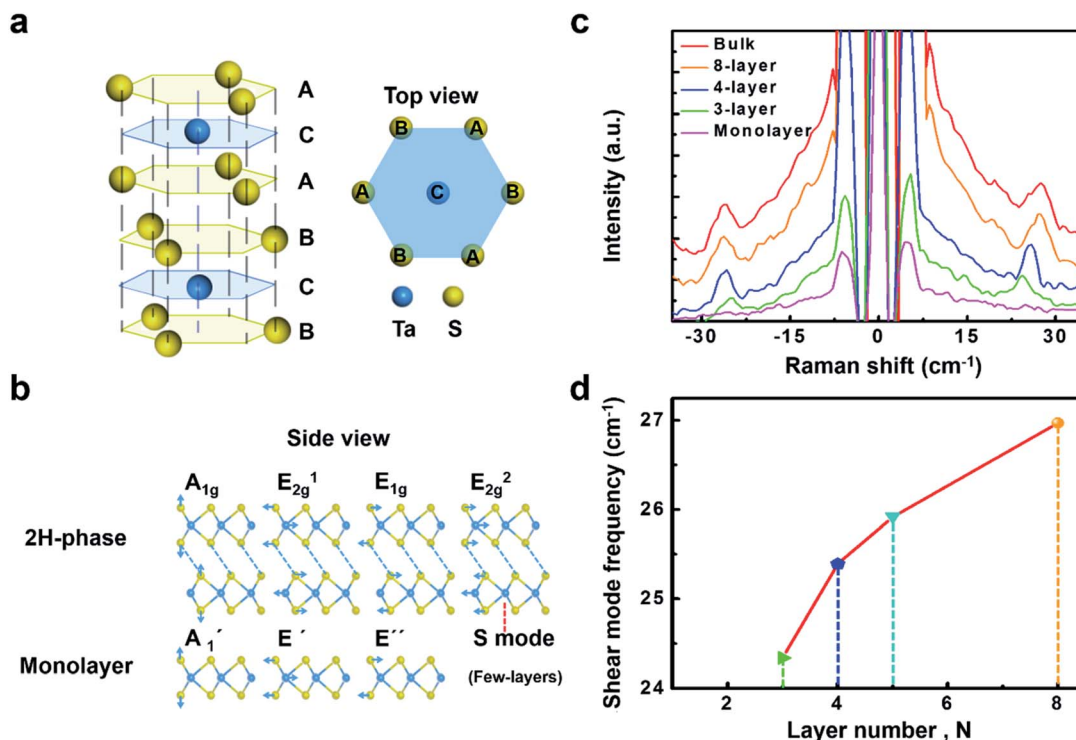 a
A
C
A
B
C
B
Top view
B A
A C B
B A
Ta S
b
Side view
A1g E2g1 E1g E2g2
2H-phase
A1′ E′ E′′ S mode
Monolayer
(Few-layers)
c
Intensity (a.u.)
Bulk
8-layer
4-layer
3-layer
Monolayer
-30 -15 0 15 30
Raman shift (cm-1)
d
Shear mode frequency (cm-1)
27
26
25
24
2 4 6 8
Layer number , N